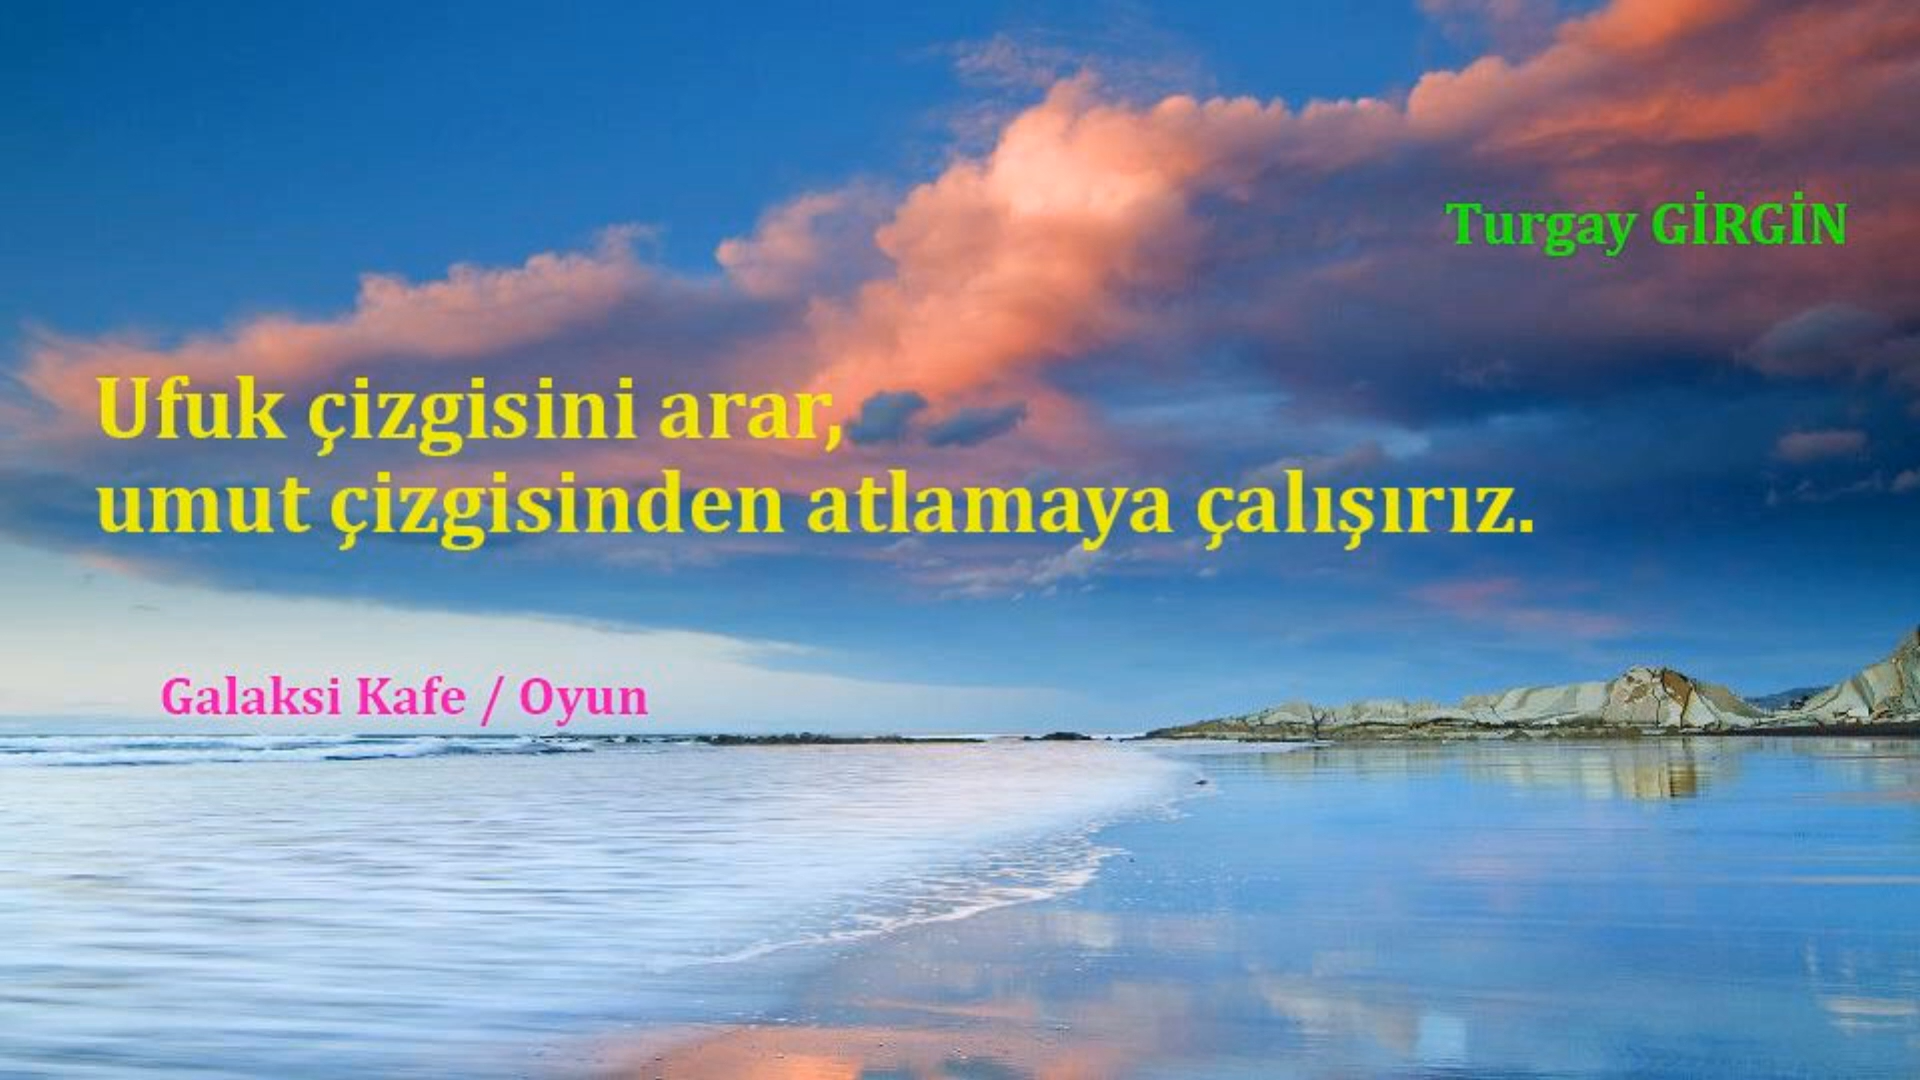 Turgay GİRGİN
Ufuk çizgisini arar,
umut çizgisinden atlamaya çalışırız.
Galaksi Kafe / Oyun